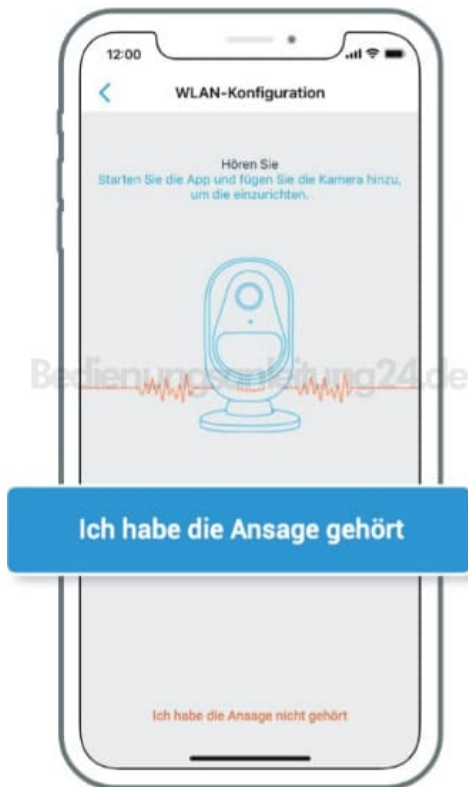 12:00
WLAN-Konfiguration
Hören Sie
Starten Sie die App und fügen Sie die Kamera hinzu,
um die einzurichten.
Bedienungsanleitung24.de
Ich habe die Ansage gehört
Ich habe die Ansage nicht gehört